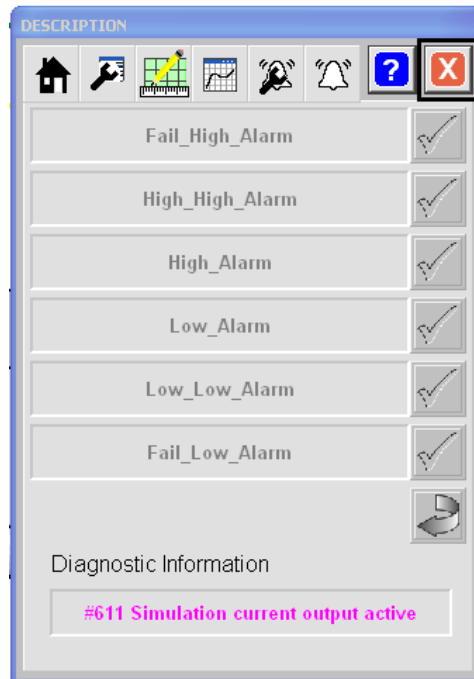 DESCRIPTION
?
X
Fail_High_Alarm
High_High_Alarm
High_Alarm
Low_Alarm
Low_Low_Alarm
Fail_Low_Alarm
Diagnostic Information
#611 Simulation current output active